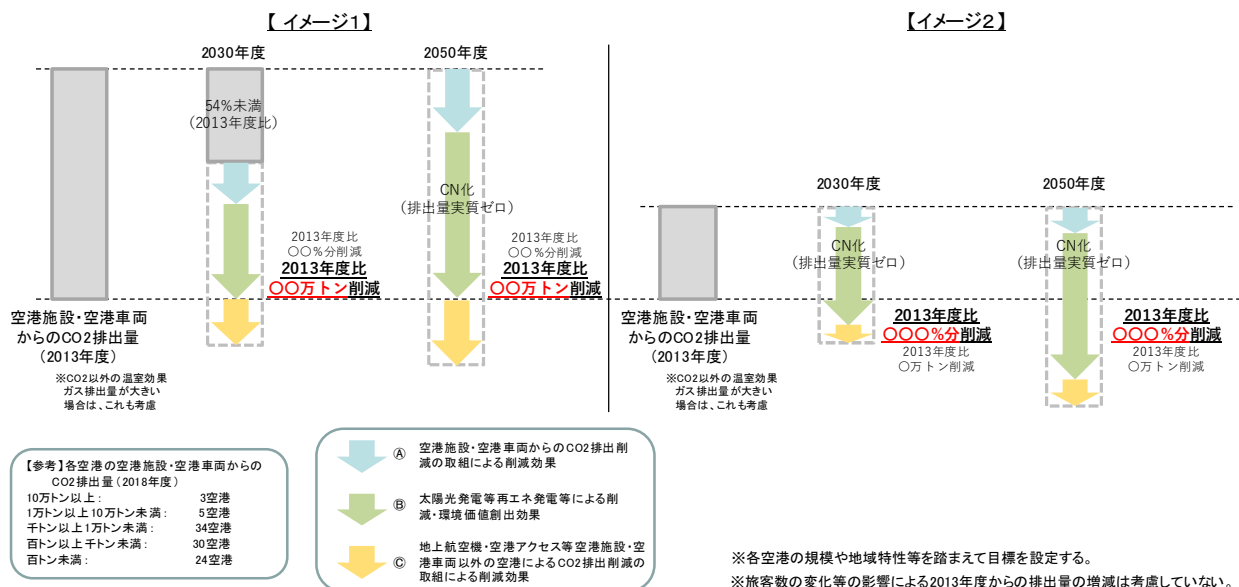 【 イメージ1】
2030年度
2050年度
54%未満
(2013年度比)
CN化
(排出量実質ゼロ)
2013年度比
〇〇%分削減
2013年度比
〇〇万トン削減
2013年度比
〇〇%分削減
2013年度比
〇〇万トン削減
空港施設・空港車両
からのCO2排出量
(2013年度)
※CO2以外の温室効果
ガス排出量が大きい
場合は、これも考慮
【イメージ2】
2030年度
2050年度
CN化
(排出量実質ゼロ)
CN化
(排出量実質ゼロ)
空港施設・空港車両
からのCO2排出量
(2013年度)
※CO2以外の温室効果
ガス排出量が大きい
場合は、これも考慮
2013年度比
〇〇〇%分削減
2013年度比
〇万トン削減
2013年度比
〇〇〇%分削減
2013年度比
〇万トン削減
【参考】各空港の空港施設・空港車両からの
CO2排出量(2018年度)
10万トン以上: 3空港
1万トン以上10万トン未満: 5空港
千トン以上1万トン未満: 34空港
百トン以上千トン未満: 30空港
百トン未満: 24空港
Ⓐ 空港施設・空港車両からのCO2排出削
減の取組による削減効果
Ⓑ 太陽光発電等再エネ発電等による削
減・環境価値創出効果
Ⓒ 地上航空機・空港アクセス等空港施設・空
港車両以外の空港によるCO2排出削減の
取組による削減効果
※各空港の規模や地域特性等を踏まえて目標を設定する。
※旅客数の変化等の影響による2013年度からの排出量の増減は考慮していない。